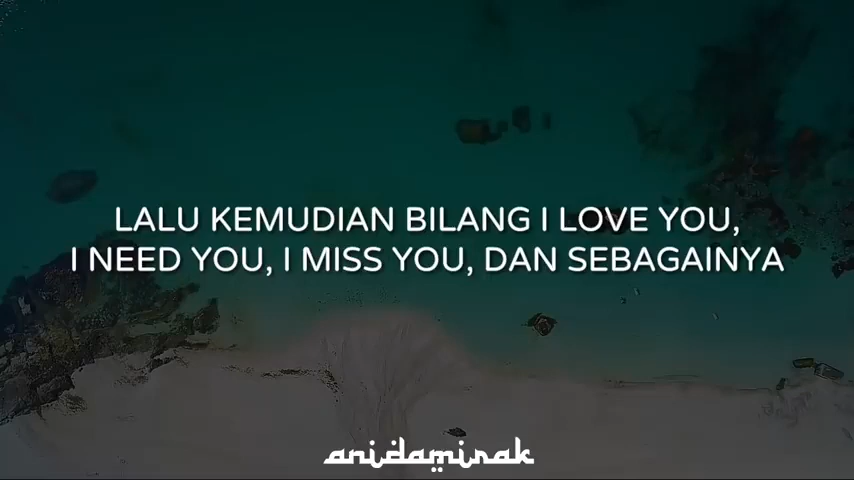 LALU KEMUDIAN BILANG I LOVE YOU,
I NEED YOU, I MISS YOU, DAN SEBAGAINYA
anidamirak